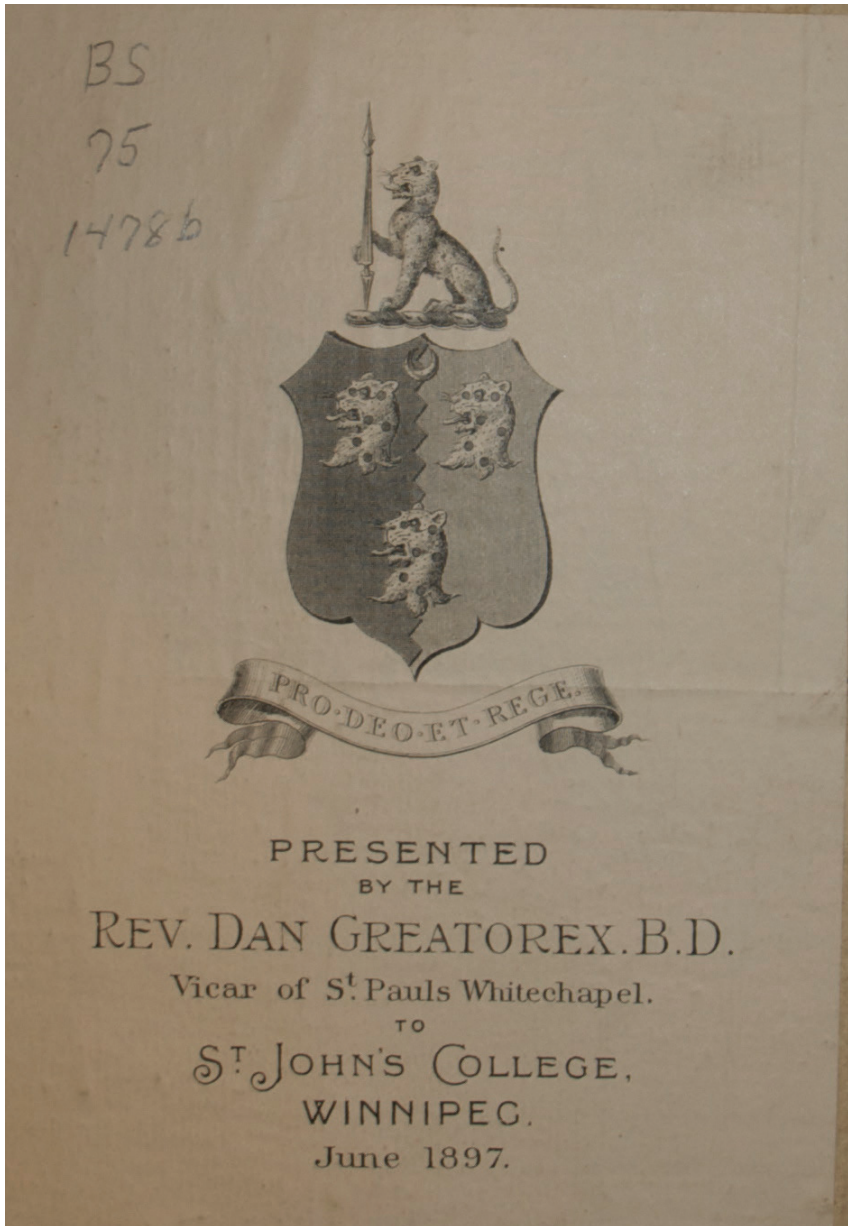 BS
75
1478b
PRO·DEO·ET·REGE.
PRESENTED
BY THE
REV. DAN GREATOREX. B.D.
Vicar of St. Pauls Whitechapel.
TO
ST. JOHN'S COLLEGE,
WINNIPEG.
June 1897.